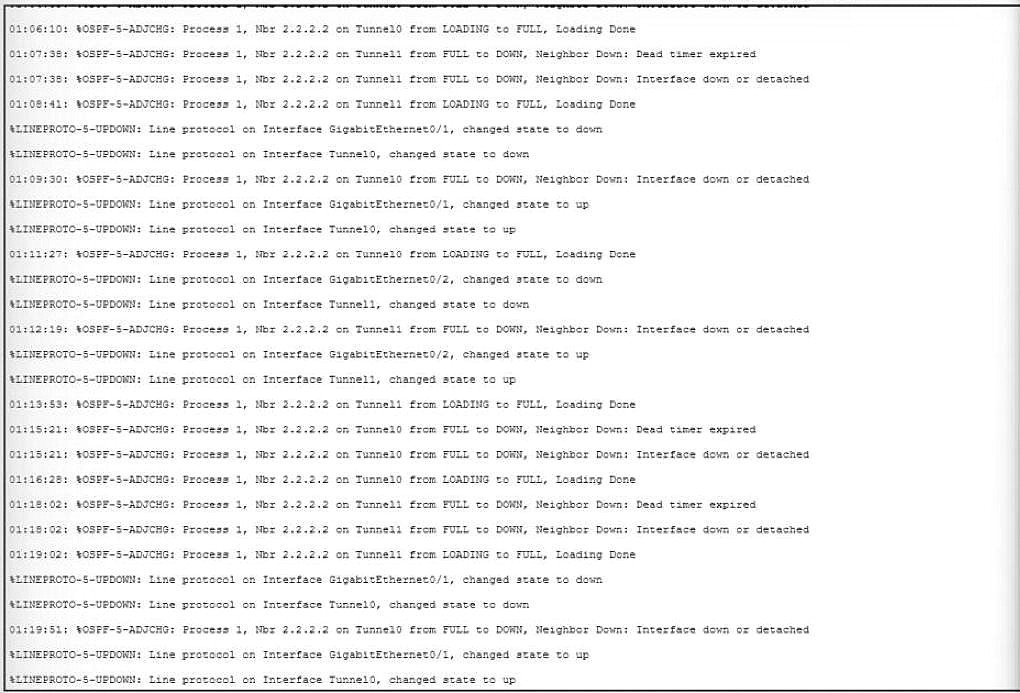 01:06:10: %OSPF-5-ADJCHG: Process 1, Nbr 2.2.2.2 on Tunnel0 from LOADING to FULL, Loading Done
01:07:38: %OSPF-5-ADJCHG: Process 1, Nbr 2.2.2.2 on Tunnel1 from FULL to DOWN, Neighbor Down: Dead timer expired
01:07:38: %OSPF-5-ADJCHG: Process 1, Nbr 2.2.2.2 on Tunnel1 from FULL to DOWN, Neighbor Down: Interface down or detached
01:08:41: %OSPF-5-ADJCHG: Process 1, Nbr 2.2.2.2 on Tunnel1 from LOADING to FULL, Loading Done
%LINEPROTO-5-UPDOWN: Line protocol on Interface GigabitEthernet0/1, changed state to down
%LINEPROTO-5-UPDOWN: Line protocol on Interface Tunnel0, changed state to down
01:09:30: %OSPF-5-ADJCHG: Process 1, Nbr 2.2.2.2 on Tunnel0 from FULL to DOWN, Neighbor Down: Interface down or detached
%LINEPROTO-5-UPDOWN: Line protocol on Interface GigabitEthernet0/1, changed state to up
%LINEPROTO-5-UPDOWN: Line protocol on Interface Tunnel0, changed state to up
01:11:27: %OSPF-5-ADJCHG: Process 1, Nbr 2.2.2.2 on Tunnel0 from LOADING to FULL, Loading Done
%LINEPROTO-5-UPDOWN: Line protocol on Interface GigabitEthernet0/2, changed state to down
%LINEPROTO-5-UPDOWN: Line protocol on Interface Tunnel1, changed state to down
01:12:19: %OSPF-5-ADJCHG: Process 1, Nbr 2.2.2.2 on Tunnel1 from FULL to DOWN, Neighbor Down: Interface down or detached
%LINEPROTO-5-UPDOWN: Line protocol on Interface GigabitEthernet0/2, changed state to up
%LINEPROTO-5-UPDOWN: Line protocol on Interface Tunnel1, changed state to up
01:13:53: %OSPF-5-ADJCHG: Process 1, Nbr 2.2.2.2 on Tunnel1 from LOADING to FULL, Loading Done
01:15:21: %OSPF-5-ADJCHG: Process 1, Nbr 2.2.2.2 on Tunnel0 from FULL to DOWN, Neighbor Down: Dead timer expired
01:15:21: %OSPF-5-ADJCHG: Process 1, Nbr 2.2.2.2 on Tunnel0 from FULL to DOWN, Neighbor Down: Interface down or detached
01:16:28: %OSPF-5-ADJCHG: Process 1, Nbr 2.2.2.2 on Tunnel0 from LOADING to FULL, Loading Done
01:18:02: %OSPF-5-ADJCHG: Process 1, Nbr 2.2.2.2 on Tunnel1 from FULL to DOWN, Neighbor Down: Dead timer expired
01:18:02: %OSPF-5-ADJCHG: Process 1, Nbr 2.2.2.2 on Tunnel1 from FULL to DOWN, Neighbor Down: Interface down or detached
01:19:02: %OSPF-5-ADJCHG: Process 1, Nbr 2.2.2.2 on Tunnel1 from LOADING to FULL, Loading Done
%LINEPROTO-5-UPDOWN: Line protocol on Interface GigabitEthernet0/1, changed state to down
%LINEPROTO-5-UPDOWN: Line protocol on Interface Tunnel0, changed state to down
01:19:51: %OSPF-5-ADJCHG: Process 1, Nbr 2.2.2.2 on Tunnel0 from FULL to DOWN, Neighbor Down: Interface down or detached
%LINEPROTO-5-UPDOWN: Line protocol on Interface GigabitEthernet0/1, changed state to up
%LINEPROTO-5-UPDOWN: Line protocol on Interface Tunnel0, changed state to up